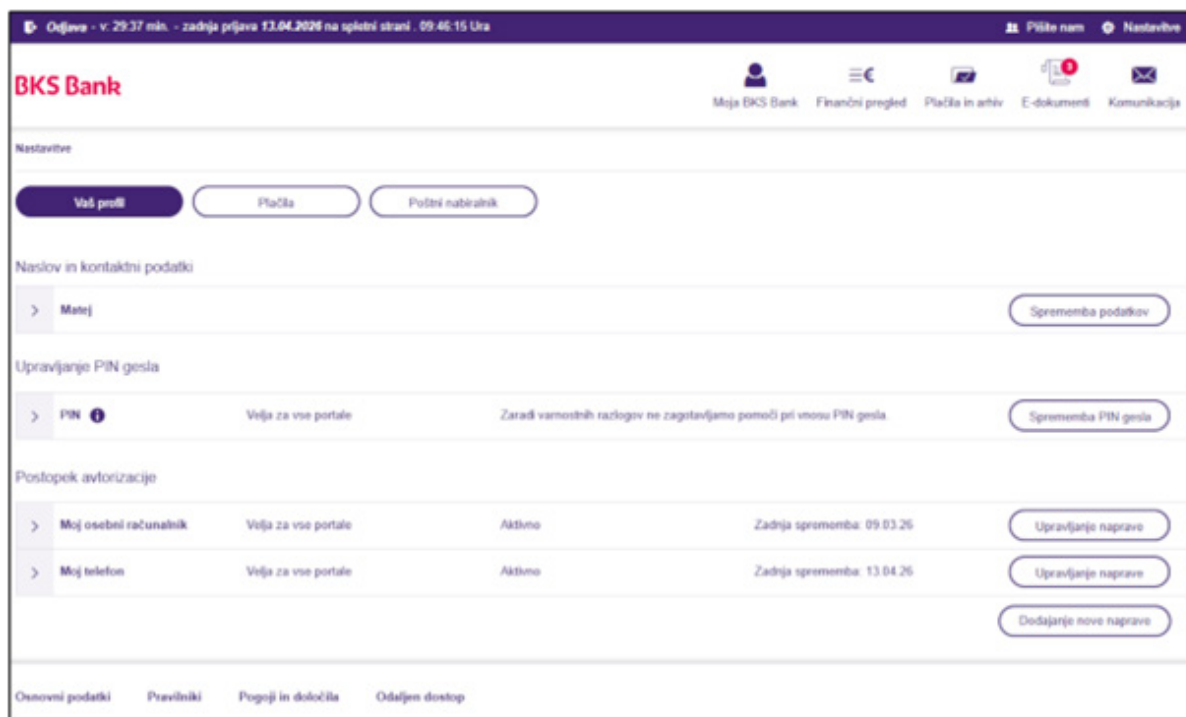 Odjava - v: 29:37 min. - zadnja prijava 13.04.2026 na spletni strani . 09:46:15 Ura
Pišite nam
Nastavitve
BKS Bank
3
Moja BKS Bank
Finančni pregled
Plačila in arhiv
E-dokumenti
Komunikacija
Nastavitve
Vaš profil
Plačila
Poštni nabiralnik
Naslov in kontaktni podatki
Matej
Sprememba podatkov
Upravljanje PIN gesla
PIN
Velja za vse portale
Zaradi varnostnih razlogov ne zagotavljamo pomoči pri vnosu PIN gesla.
Sprememba PIN gesla
Postopek avtorizacije
Moj osebni računalnik
Velja za vse portale
Aktivno
Zadnja sprememba: 09.03.26
Upravljanje naprave
Moj telefon
Velja za vse portale
Aktivno
Zadnja sprememba: 13.04.26
Upravljanje naprave
Dodajanje nove naprave
Osnovni podatki
Pravilniki
Pogoji in določila
Odaljen dostop